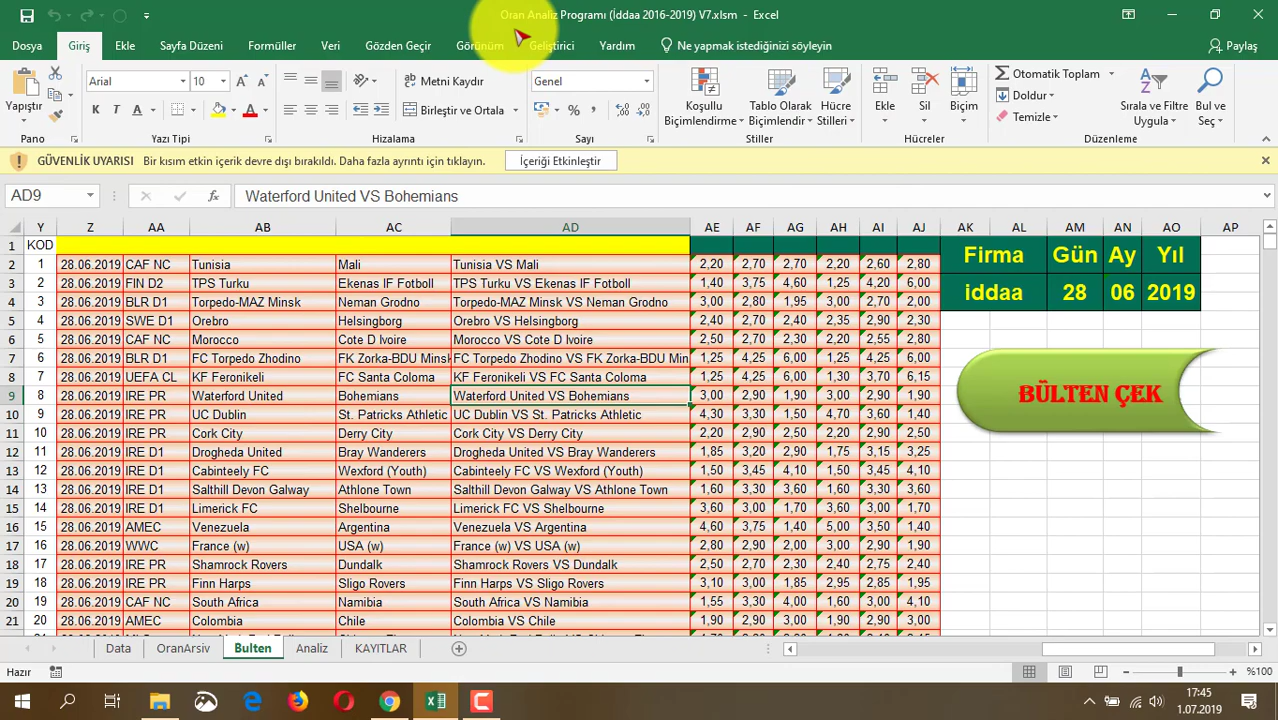 Oran Analiz Programı (İddaa 2016-2019) V7.xlsm - Excel
Dosya Giriş Ekle Sayfa Düzeni Formüller Veri Gözden Geçir Görünüm Geliştirici Yardım Ne yapmak istediğinizi söyleyin Paylaş
Yapıştır Arial 10 Metni Kaydır Genel Koşullu Biçimlendirme Tablo Olarak Biçimlendir Hücre Stilleri Ekle Sil Biçim Otomatik Toplam Doldur Temizle Sırala ve Filtre Uygula Bul ve Seç
K T A Birleştir ve Ortala %
Pano Yazı Tipi Hizalama Sayı Stiller Hücreler Düzenleme
GÜVENLİK UYARISI Bir kısım etkin içerik devre dışı bırakıldı. Daha fazla ayrıntı için tıklayın. İçeriği Etkinleştir
AD9 fx Waterford United VS Bohemians
Y Z AA AB AC AD AE AF AG AH AI AJ AK AL AM AN AO AP
1 KOD Firma Gün Ay Yıl
2 1 28.06.2019 CAF NC Tunisia Mali Tunisia VS Mali 2,20 2,70 2,70 2,20 2,60 2,80
3 2 28.06.2019 FIN D2 TPS Turku Ekenas IF Fotboll TPS Turku VS Ekenas IF Fotboll 1,40 3,75 4,60 1,25 4,20 6,00 iddaa 28 06 2019
4 3 28.06.2019 BLR D1 Torpedo-MAZ Minsk Neman Grodno Torpedo-MAZ Minsk VS Neman Grodno 3,00 2,80 1,95 3,00 2,70 2,01
5 4 28.06.2019 SWE D1 Orebro Helsingborg Orebro VS Helsingborg 2,40 2,70 2,40 2,35 2,90 2,30
6 5 28.06.2019 CAF NC Morocco Cote D Ivoire Morocco VS Cote D Ivoire 2,30 2,70 2,30 2,20 2,55 2,80
7 6 28.06.2019 BLR D1 FC Torpedo Zhodino FK Zorka-BDU Minsk FC Torpedo Zhodino VS FK Zorka-BDU Min 1,25 4,25 6,00 1,25 4,25 6,00
8 7 28.06.2019 UEFA CL KF Feronikeli FC Santa Coloma KF Feronikeli VS FC Santa Coloma 1,25 4,25 6,00 1,30 3,70 6,15
9 8 28.06.2019 IRE PR Waterford United Bohemians Waterford United VS Bohemians 3,00 2,90 1,90 3,00 2,90 1,90 BÜLTEN ÇEK
10 9 28.06.2019 IRE PR UC Dublin St. Patricks Athletic UC Dublin VS St. Patricks Athletic 4,30 3,30 1,50 4,70 3,60 1,40
11 10 28.06.2019 IRE PR Cork City Derry City Cork City VS Derry City 2,20 2,90 2,50 2,20 2,90 2,50
12 11 28.06.2019 IRE D1 Drogheda United Bray Wanderers Drogheda United VS Bray Wanderers 1,85 3,20 2,90 1,75 3,15 3,25
13 12 28.06.2019 IRE D1 Cabinteely FC Wexford (Youth) Cabinteely FC VS Wexford (Youth) 1,50 3,45 4,10 1,50 3,45 4,10
14 13 28.06.2019 IRE D1 Salthill Devon Galway Athlone Town Salthill Devon Galway VS Athlone Town 1,60 3,30 3,60 1,60 3,30 3,60
15 14 28.06.2019 IRE D1 Limerick FC Shelbourne Limerick FC VS Shelbourne 3,60 3,00 1,70 3,60 3,00 1,70
16 15 28.06.2019 AMEC Venezuela Argentina Venezuela VS Argentina 4,60 3,75 1,40 5,00 3,50 1,40
17 16 28.06.2019 WWC France (w) USA (w) France (w) VS USA (w) 2,80 2,90 2,00 3,00 2,90 1,90
18 17 28.06.2019 IRE PR Shamrock Rovers Dundalk Shamrock Rovers VS Dundalk 2,50 2,70 2,30 2,40 2,75 2,40
19 18 28.06.2019 IRE PR Finn Harps Sligo Rovers Finn Harps VS Sligo Rovers 3,10 3,00 1,85 2,95 2,85 1,95
20 19 28.06.2019 CAF NC South Africa Namibia South Africa VS Namibia 1,55 3,30 4,00 1,60 3,00 4,10
21 20 28.06.2019 AMEC Colombia Chile Colombia VS Chile 1,90 2,90 3,00 1,90 2,90 3,00
Data OranArsiv Bulten Analiz KAYITLAR
Hazır %100
17:45
1.07.2019